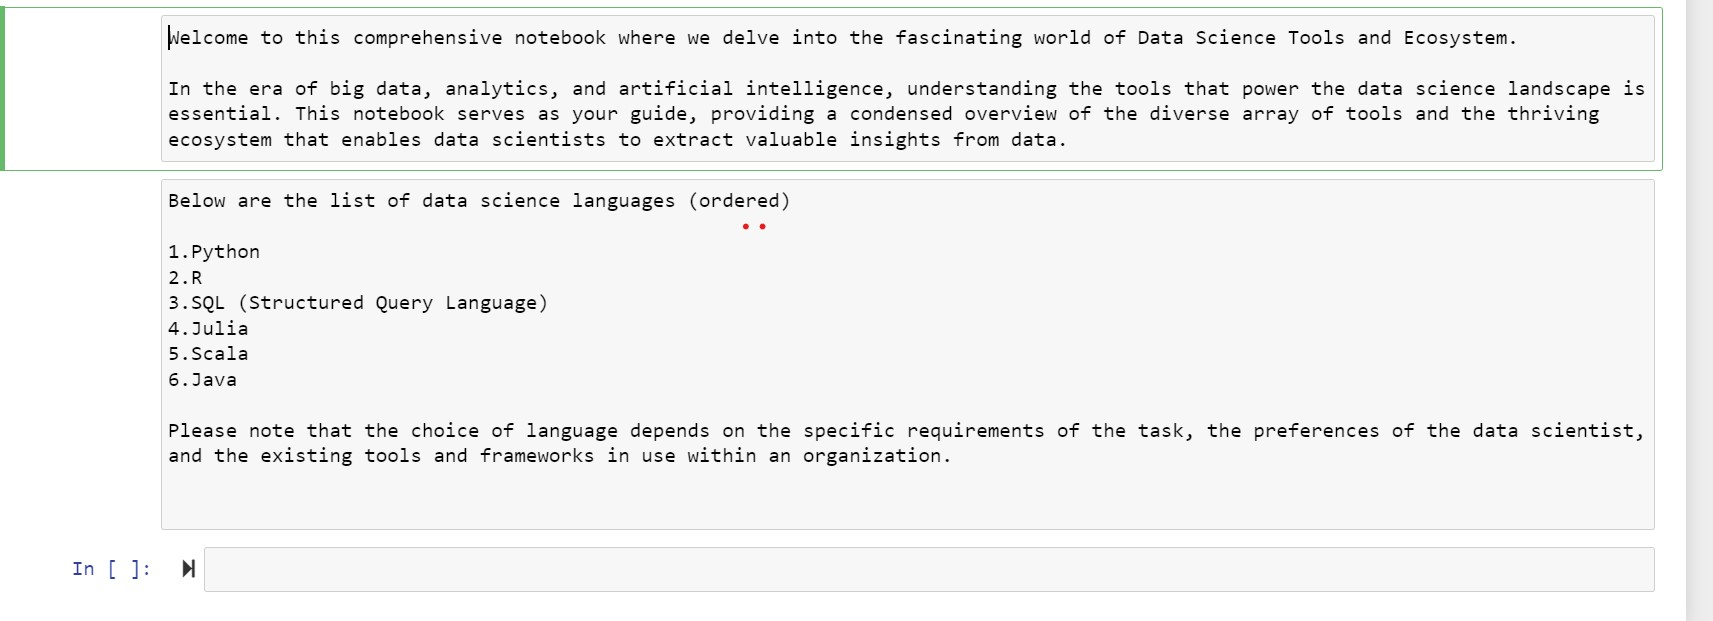 Welcome to this comprehensive notebook where we delve into the fascinating world of Data Science Tools and Ecosystem.
In the era of big data, analytics, and artificial intelligence, understanding the tools that power the data science landscape is
essential. This notebook serves as your guide, providing a condensed overview of the diverse array of tools and the thriving
ecosystem that enables data scientists to extract valuable insights from data.
Below are the list of data science languages (ordered)
1.Python
2.R
3.SQL (Structured Query Language)
4.Julia
5.Scala
6.Java
Please note that the choice of language depends on the specific requirements of the task, the preferences of the data scientist,
and the existing tools and frameworks in use within an organization.
In [ ]: